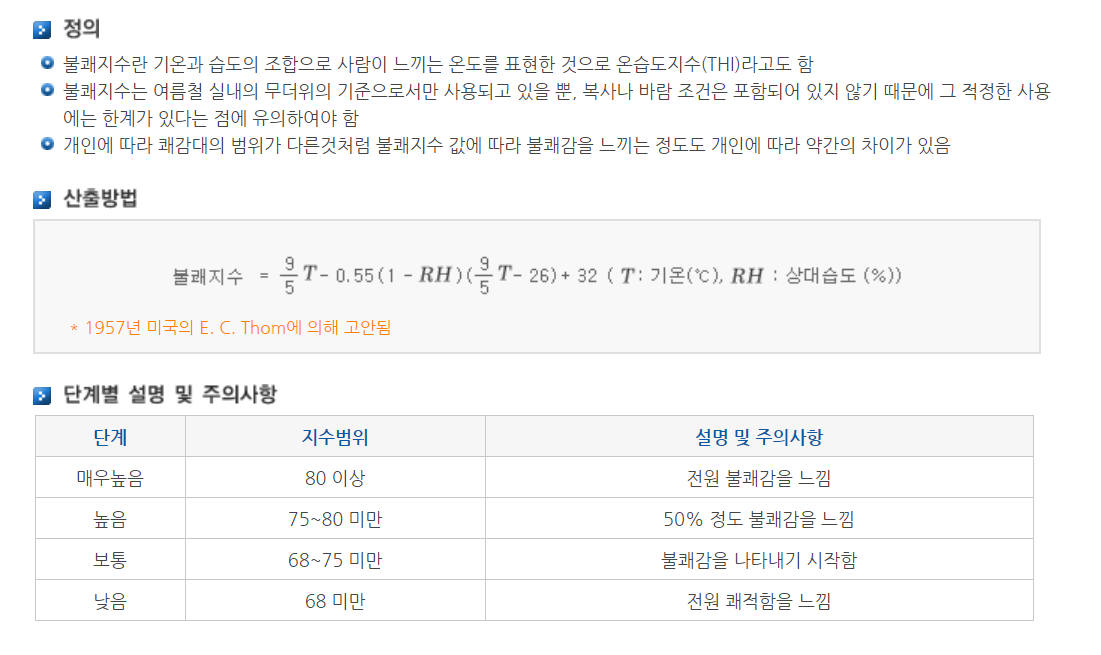 정의
불쾌지수란 기온과 습도의 조합으로 사람이 느끼는 온도를 표현한 것으로 온습도지수(THI)라고도 함
불쾌지수는 여름철 실내의 무더위의 기준으로서만 사용되고 있을 뿐, 복사나 바람 조건은 포함되어 있지 않기 때문에 그 적정한 사용
에는 한계가 있다는 점에 유의하여야 함
개인에 따라 쾌감대의 범위가 다른것처럼 불쾌지수 값에 따라 불쾌감을 느끼는 정도도 개인에 따라 약간의 차이가 있음
산출방법
불쾌지수 = 9/5 T - 0.55(1 - RH)(9/5 T - 26) + 32 ( T : 기온(℃), RH : 상대습도 (%))
* 1957년 미국의 E. C. Thom에 의해 고안됨
단계별 설명 및 주의사항
단계 지수범위 설명 및 주의사항
매우높음 80 이상 전원 불쾌감을 느낌
높음 75~80 미만 50% 정도 불쾌감을 느낌
보통 68~75 미만 불쾌감을 나타내기 시작함
낮음 68 미만 전원 쾌적함을 느낌